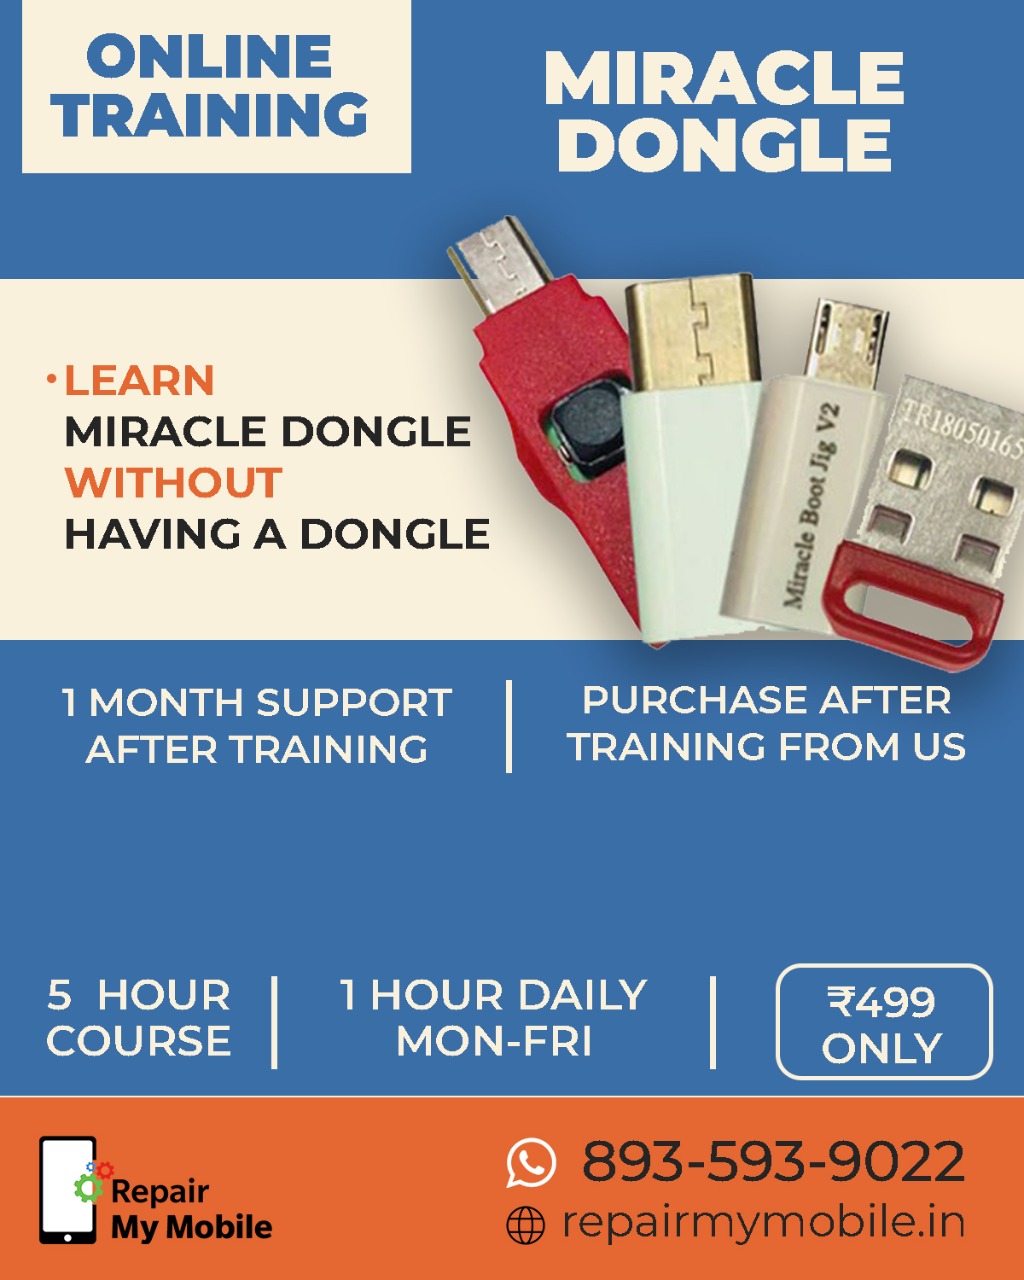 ONLINE
TRAINING
MIRACLE
DONGLE
• LEARN
MIRACLE DONGLE
WITHOUT
HAVING A DONGLE
Miracle Boot Jig V2
TR18050165
1 MONTH SUPPORT
AFTER TRAINING
PURCHASE AFTER
TRAINING FROM US
5 HOUR
COURSE
1 HOUR DAILY
MON-FRI
₹499
ONLY
Repair
My Mobile
893-593-9022
repairmymobile.in